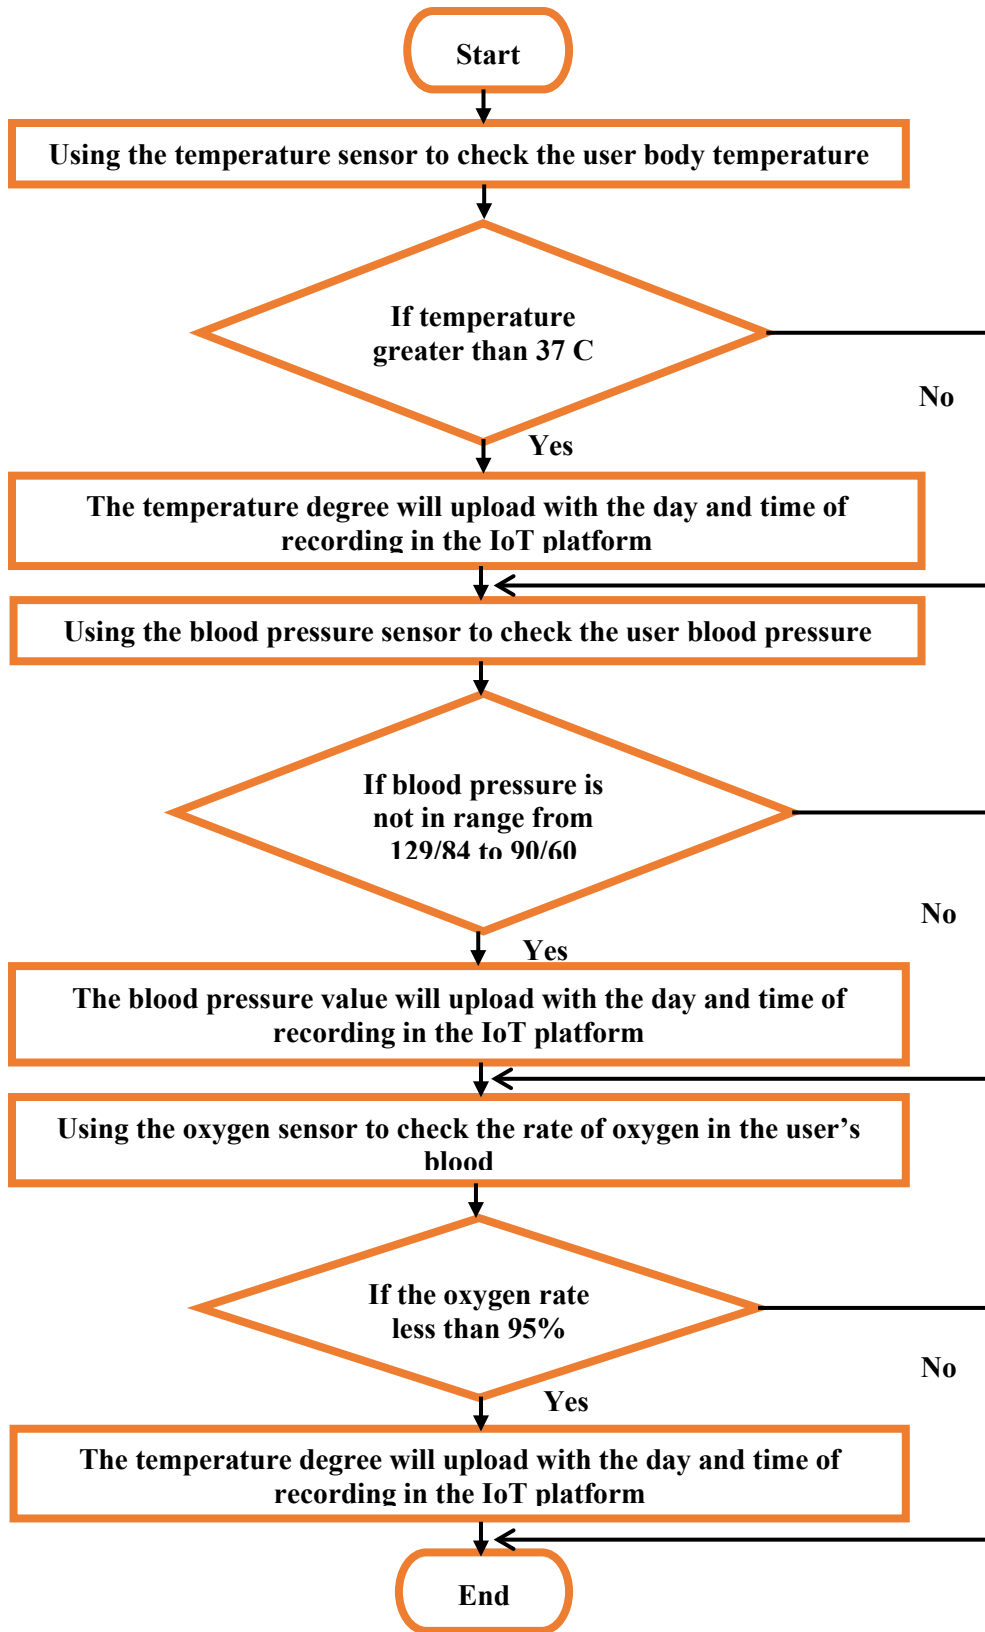 Start
Using the temperature sensor to check the user body temperature
If temperature
greater than 37 C
No
Yes
The temperature degree will upload with the day and time of
recording in the IoT platform
Using the blood pressure sensor to check the user blood pressure
If blood pressure is
not in range from
129/84 to 90/60
No
Yes
The blood pressure value will upload with the day and time of
recording in the IoT platform
Using the oxygen sensor to check the rate of oxygen in the user’s
blood
If the oxygen rate
less than 95%
No
Yes
The temperature degree will upload with the day and time of
recording in the IoT platform
End